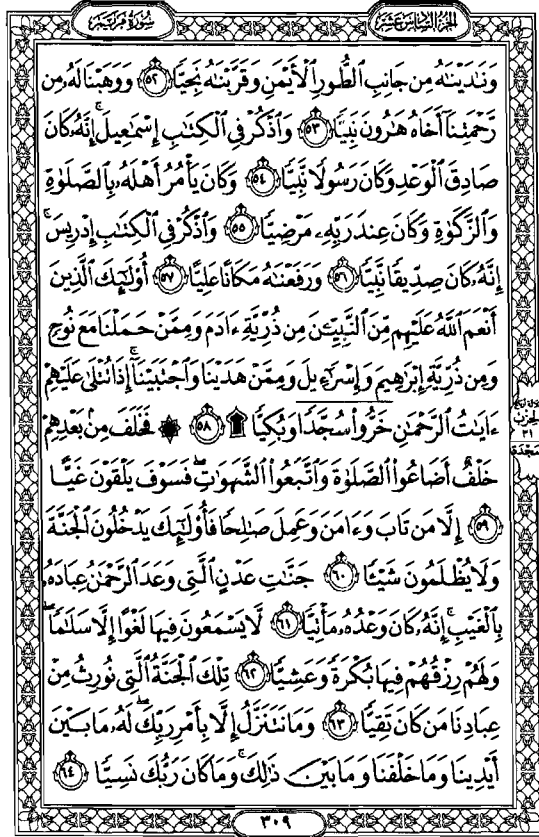 الجزء السادس عشر
سورة مريم
وَنَٰدَيْنَٰهُ مِن جَانِبِ ٱلطُّورِ ٱلْأَيْمَنِ وَقَرَّبْنَٰهُ نَجِيًّا ٥٢ وَوَهَبْنَا لَهُۥ مِن
رَّحْمَتِنَآ أَخَاهُ هَٰرُونَ نَبِيًّا ٥٣ وَٱذْكُرْ فِى ٱلْكِتَٰبِ إِسْمَٰعِيلَ ۚ إِنَّهُۥ كَانَ
صَادِقَ ٱلْوَعْدِ وَكَانَ رَسُولًا نَّبِيًّا ٥٤ وَكَانَ يَأْمُرُ أَهْلَهُۥ بِٱلصَّلَوٰةِ
وَٱلزَّكَوٰةِ وَكَانَ عِندَ رَبِّهِۦ مَرْضِيًّا ٥٥ وَٱذْكُرْ فِى ٱلْكِتَٰبِ إِدْرِيسَ ۚ
إِنَّهُۥ كَانَ صِدِّيقًا نَّبِيًّا ٥٦ وَرَفَعْنَٰهُ مَكَانًا عَلِيًّا ٥٧ أُو۟لَٰٓئِكَ ٱلَّذِينَ
أَنْعَمَ ٱللَّهُ عَلَيْهِم مِّنَ ٱلنَّبِيِّـۧنَ مِن ذُرِّيَّةِ ءَادَمَ وَمِمَّنْ حَمَلْنَا مَعَ نُوحٍ
وَمِن ذُرِّيَّةِ إِبْرَٰهِيمَ وَإِسْرَٰٓءِيلَ وَمِمَّنْ هَدَيْنَا وَٱجْتَبَيْنَآ ۚ إِذَا تُتْلَىٰ عَلَيْهِمْ
ءَايَٰتُ ٱلرَّحْمَٰنِ خَرُّوا۟ سُجَّدًا وَبُكِيًّا ۩ ٥٨ ۞ فَخَلَفَ مِنۢ بَعْدِهِمْ
خَلْفٌ أَضَاعُوا۟ ٱلصَّلَوٰةَ وَٱتَّبَعُوا۟ ٱلشَّهَوَٰتِ ۖ فَسَوْفَ يَلْقَوْنَ غَيًّا
٥٩ إِلَّا مَن تَابَ وَءَامَنَ وَعَمِلَ صَٰلِحًا فَأُو۟لَٰٓئِكَ يَدْخُلُونَ ٱلْجَنَّةَ
وَلَا يُظْلَمُونَ شَيْـًٔا ٦٠ جَنَّٰتِ عَدْنٍ ٱلَّتِى وَعَدَ ٱلرَّحْمَٰنُ عِبَادَهُۥ
بِٱلْغَيْبِ ۚ إِنَّهُۥ كَانَ وَعْدُهُۥ مَأْتِيًّا ٦١ لَّا يَسْمَعُونَ فِيهَا لَغْوًا إِلَّا سَلَٰمًا ۖ
وَلَهُمْ رِزْقُهُمْ فِيهَا بُكْرَةً وَعَشِيًّا ٦٢ تِلْكَ ٱلْجَنَّةُ ٱلَّتِى نُورِثُ مِنْ
عِبَادِنَا مَن كَانَ تَقِيًّا ٦٣ وَمَا نَتَنَزَّلُ إِلَّا بِأَمْرِ رَبِّكَ ۖ لَهُۥ مَا بَيْنَ
أَيْدِينَا وَمَا خَلْفَنَا وَمَا بَيْنَ ذَٰلِكَ ۚ وَمَا كَانَ رَبُّكَ نَسِيًّا ٦٤
الحزب
٣١
سجدة
٣٠٩